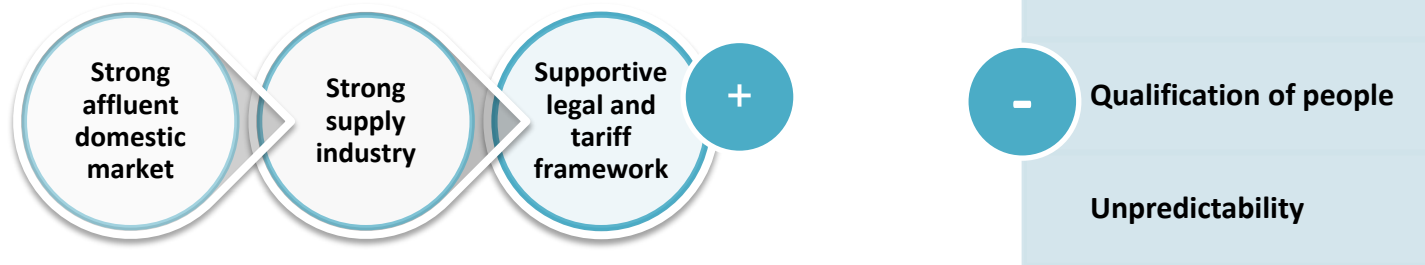 Strong
affluent
domestic
market
Strong
supply
industry
Supportive
legal and
tariff
framework
+
-
Qualification of people
Unpredictability